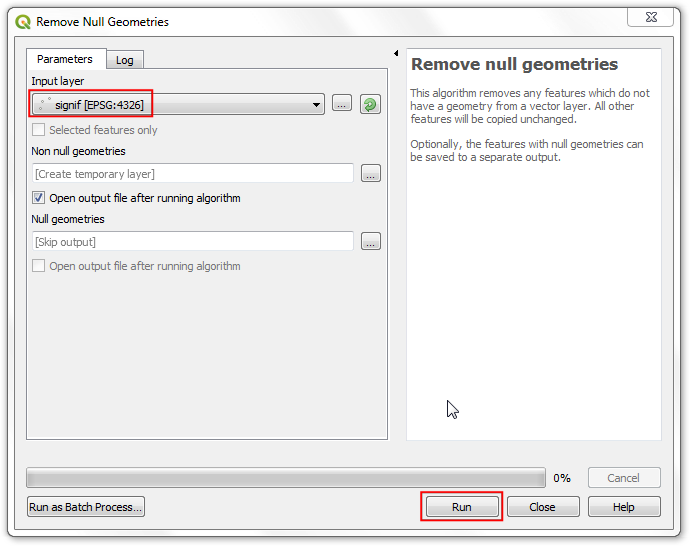 Remove Null Geometries
Parameters
Log
Input layer
signif [EPSG:4326]
...
Selected features only
Non null geometries
[Create temporary layer]
...
Open output file after running algorithm
Null geometries
[Skip output]
...
Open output file after running algorithm
Remove null geometries
This algorithm removes any features which do not
have a geometry from a vector layer. All other
features will be copied unchanged.
Optionally, the features with null geometries can
be saved to a separate output.
0%
Cancel
Run as Batch Process...
Run
Close
Help